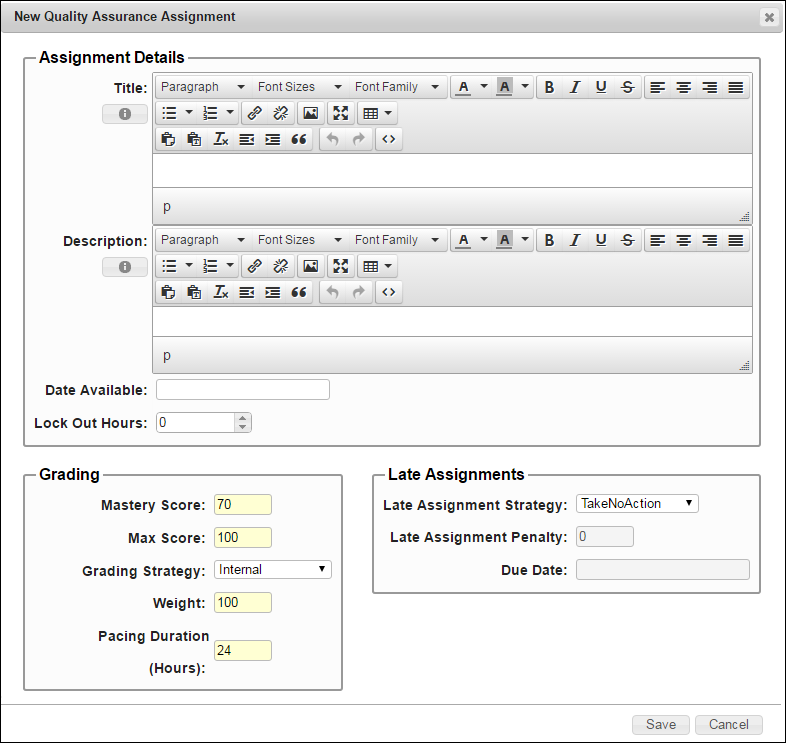 New Quality Assurance Assignment
Assignment Details
Title:
Paragraph Font Sizes Font Family A A B I U S
p
Description:
Paragraph Font Sizes Font Family A A B I U S
p
Date Available:
Lock Out Hours: 0
Grading
Mastery Score: 70
Max Score: 100
Grading Strategy: Internal
Weight: 100
Pacing Duration
(Hours): 24
Late Assignments
Late Assignment Strategy: TakeNoAction
Late Assignment Penalty: 0
Due Date:
Save Cancel